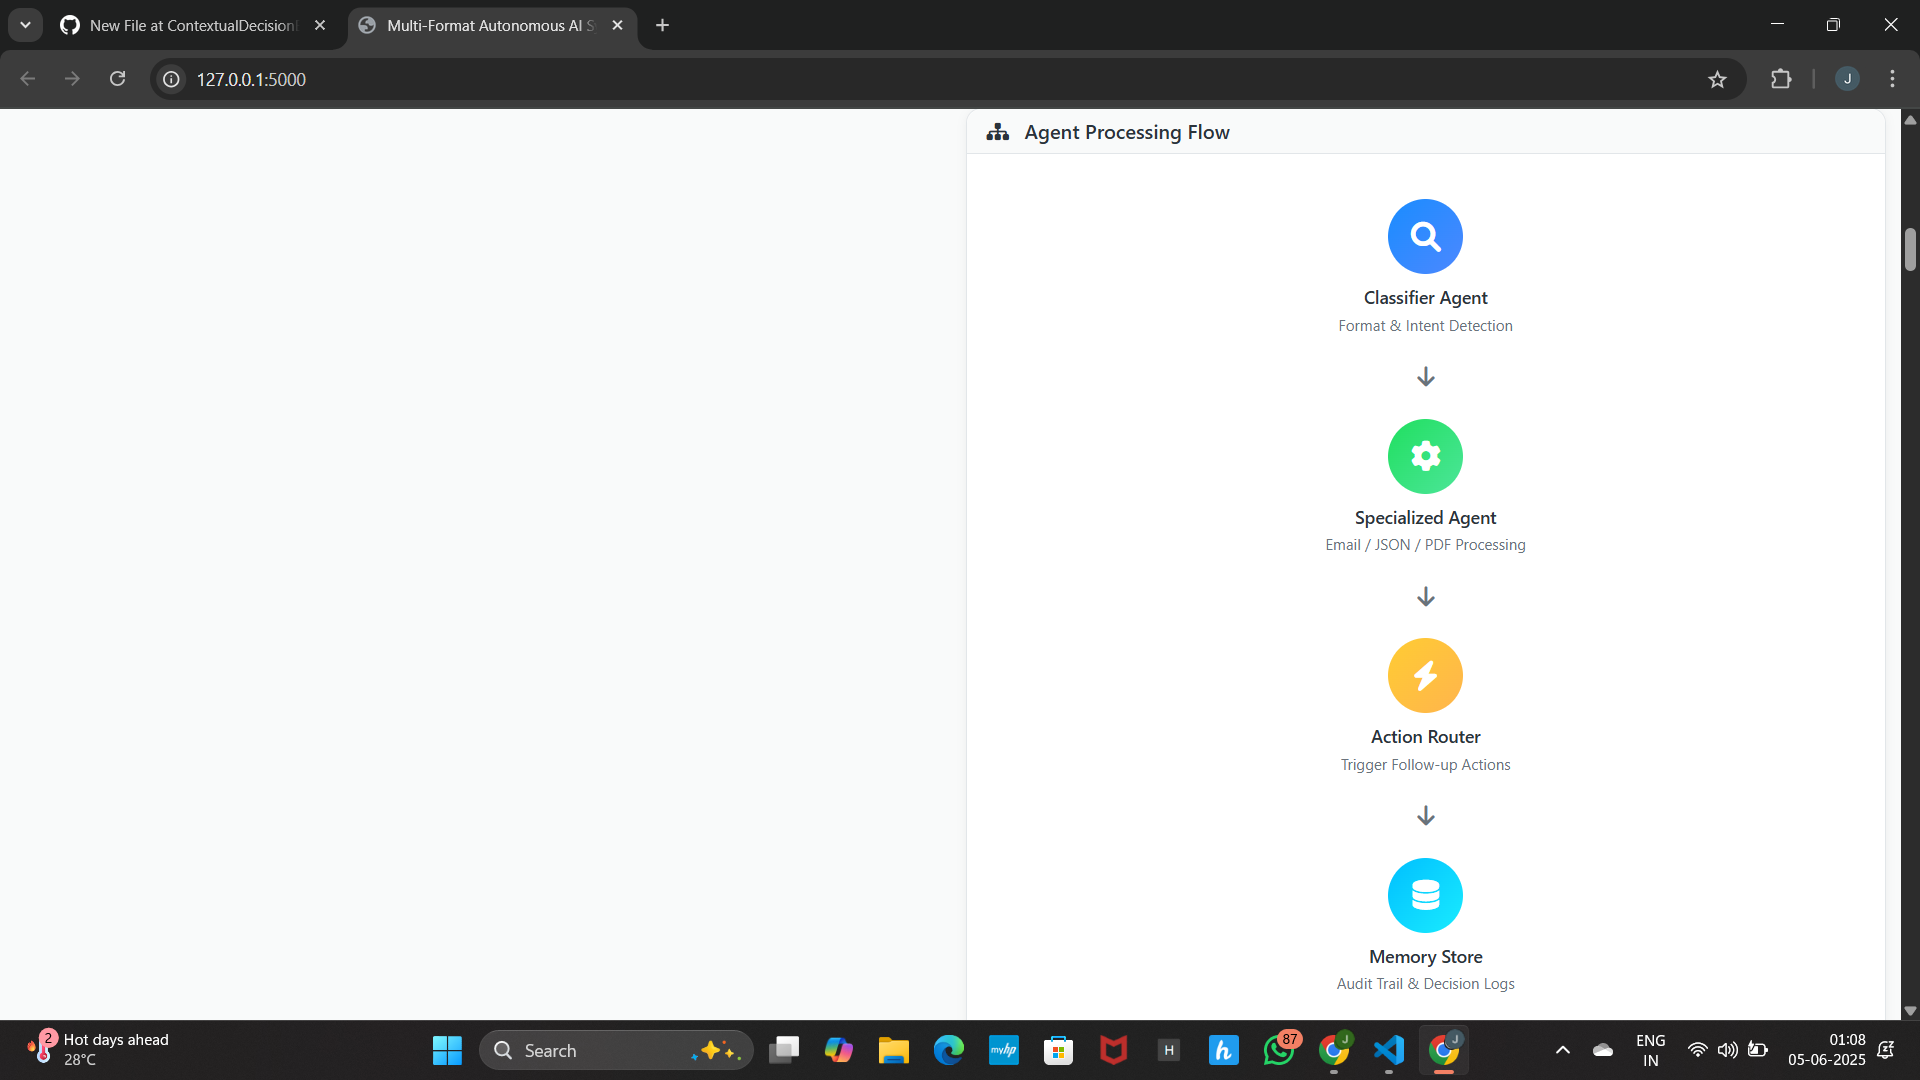 New File at ContextualDecision
Multi-Format Autonomous AI S
127.0.0.1:5000
J
Agent Processing Flow
Classifier Agent
Format & Intent Detection
Specialized Agent
Email / JSON / PDF Processing
Action Router
Trigger Follow-up Actions
Memory Store
Audit Trail & Decision Logs
2
Hot days ahead
28°C
Search
myhp
H
h
87
J
J
ENG
IN
01:08
05-06-2025